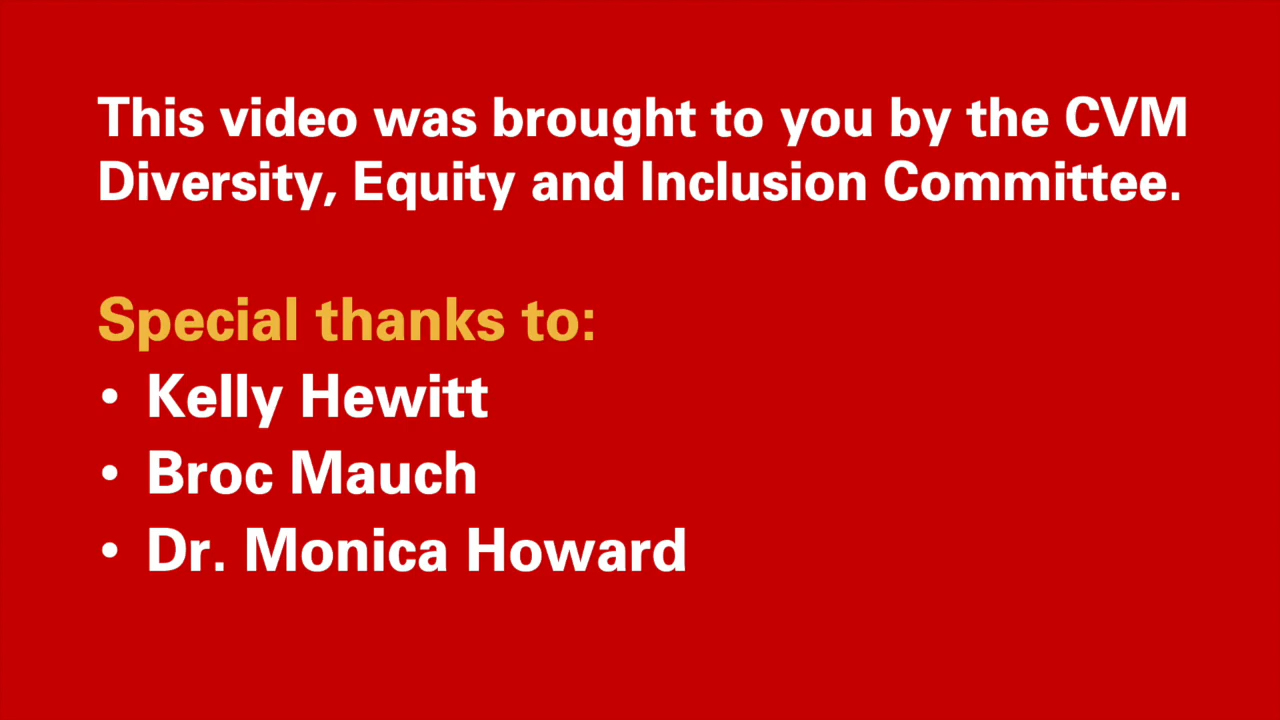 This video was brought to you by the CVM
Diversity, Equity and Inclusion Committee.
Special thanks to:
• Kelly Hewitt
• Broc Mauch
• Dr. Monica Howard